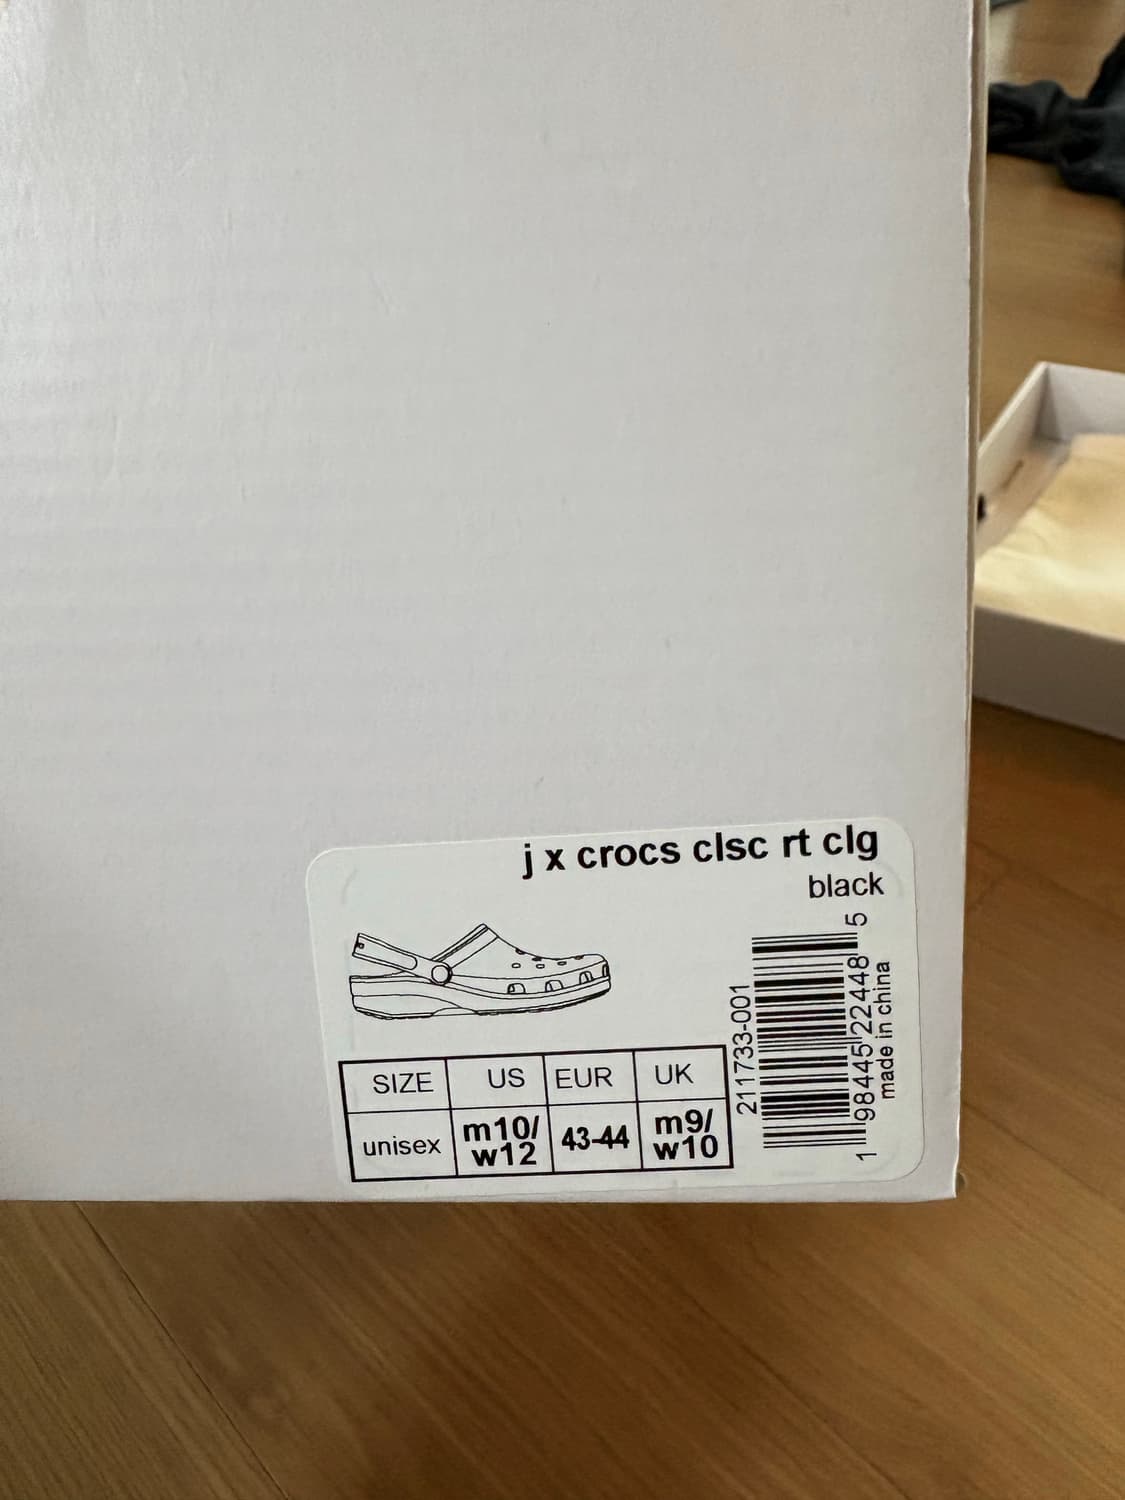 j x crocs clsc rt clg
black
SIZE US EUR UK
unisex m10/ w12 43-44 m9/ w10
211733-001
1 98445 22448 5
made in china